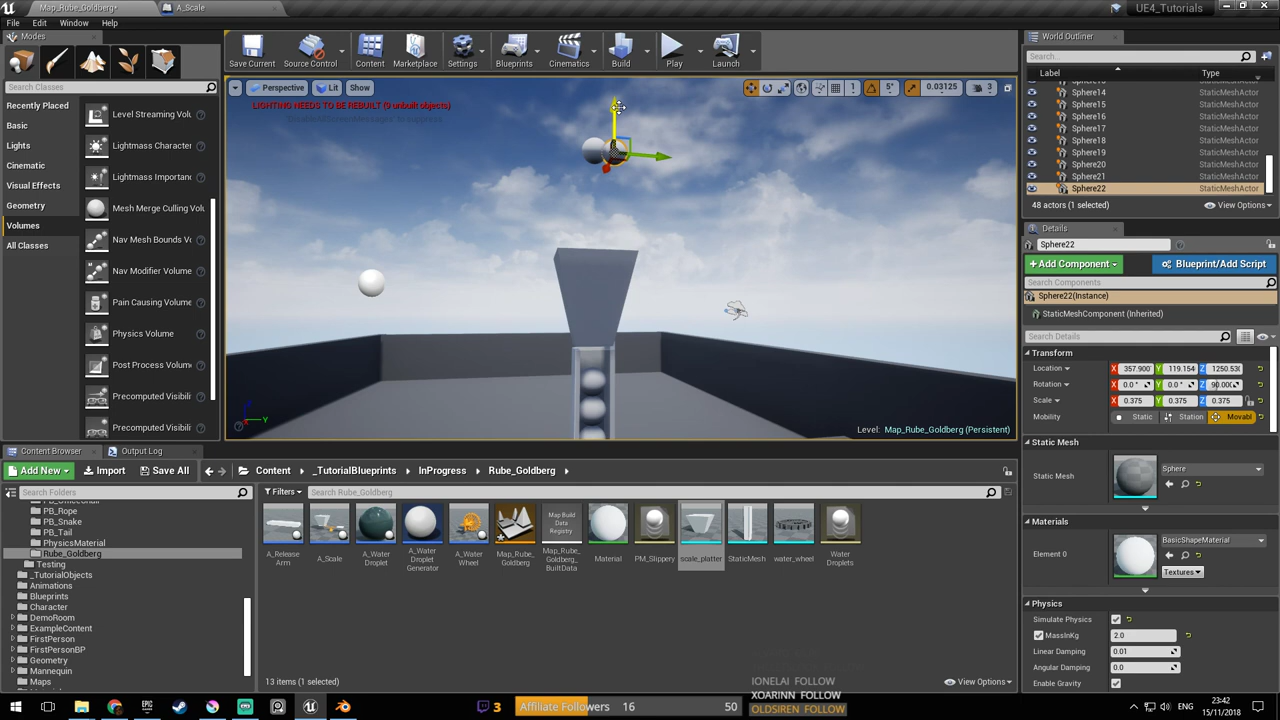 Map_Rube_Goldberg*
A_Scale
UE4_Tutorials
File Edit Window Help
Modes
Search Classes
Recently Placed
Basic
Lights
Cinematic
Visual Effects
Geometry
Volumes
All Classes
Level Streaming Volu
Lightmass Character
Lightmass Importanc
Mesh Merge Culling Volu
Nav Mesh Bounds Vo
Nav Modifier Volume
Pain Causing Volume
Physics Volume
Post Process Volum
Precomputed Visibili
Precomputed Visibili
Save Current
Source Control
Content
Marketplace
Settings
Blueprints
Cinematics
Build
Play
Launch
Perspective Lit Show
1 5° 0.03125 3
LIGHTING NEEDS TO BE REBUILT (9 unbuilt objects)
Level: Map_Rube_Goldberg (Persistent)
World Outliner
Search...
Label Type
Sphere14 StaticMeshActor
Sphere15 StaticMeshActor
Sphere16 StaticMeshActor
Sphere17 StaticMeshActor
Sphere18 StaticMeshActor
Sphere19 StaticMeshActor
Sphere20 StaticMeshActor
Sphere21 StaticMeshActor
Sphere22 StaticMeshActor
48 actors (1 selected) View Options
Details
Sphere22
+Add Component Blueprint/Add Script
Search Components
Sphere22(Instance)
StaticMeshComponent (Inherited)
Search Details
Transform
Location X 357.900 Y 119.154 Z 1250.53
Rotation X 0.0 ° Y 0.0 ° Z 90.000
Scale X 0.375 Y 0.375 Z 0.375
Mobility Static Station Movabl
Static Mesh
Static Mesh Sphere
Materials
Element 0 BasicShapeMaterial
Textures
Physics
Simulate Physics
MassInKg 2.0
Linear Damping 0.01
Angular Damping 0.0
Enable Gravity
Content Browser Output Log
Add New Import Save All Content _TutorialBlueprints InProgress Rube_Goldberg
Search Folders
Filters Search Rube_Goldberg
PB_Rope
PB_Snake
PB_Tail
PhysicsMaterial
Rube_Goldberg
Testing
_TutorialObjects
Animations
Blueprints
Character
DemoRoom
ExampleContent
FirstPerson
FirstPersonBP
Geometry
Mannequin
Maps
A_Release
Arm
A_Scale
A_Water
Droplet
A_Water
Droplet
Generator
A_Water
Wheel
Map_Rube_
Goldberg
Map Build
Data
Registry
Map_Rube_
Goldberg_
BuiltData
Material
PM_Slippery
scale_platter
StaticMesh
water_wheel
Water
Droplets
13 items (1 selected) View Options
IONELAI FOLLOW
XOARINN FOLLOW
OLDSIREN FOLLOW
3
Affiliate Followers 16 50
ENG
23:42
15/11/2018